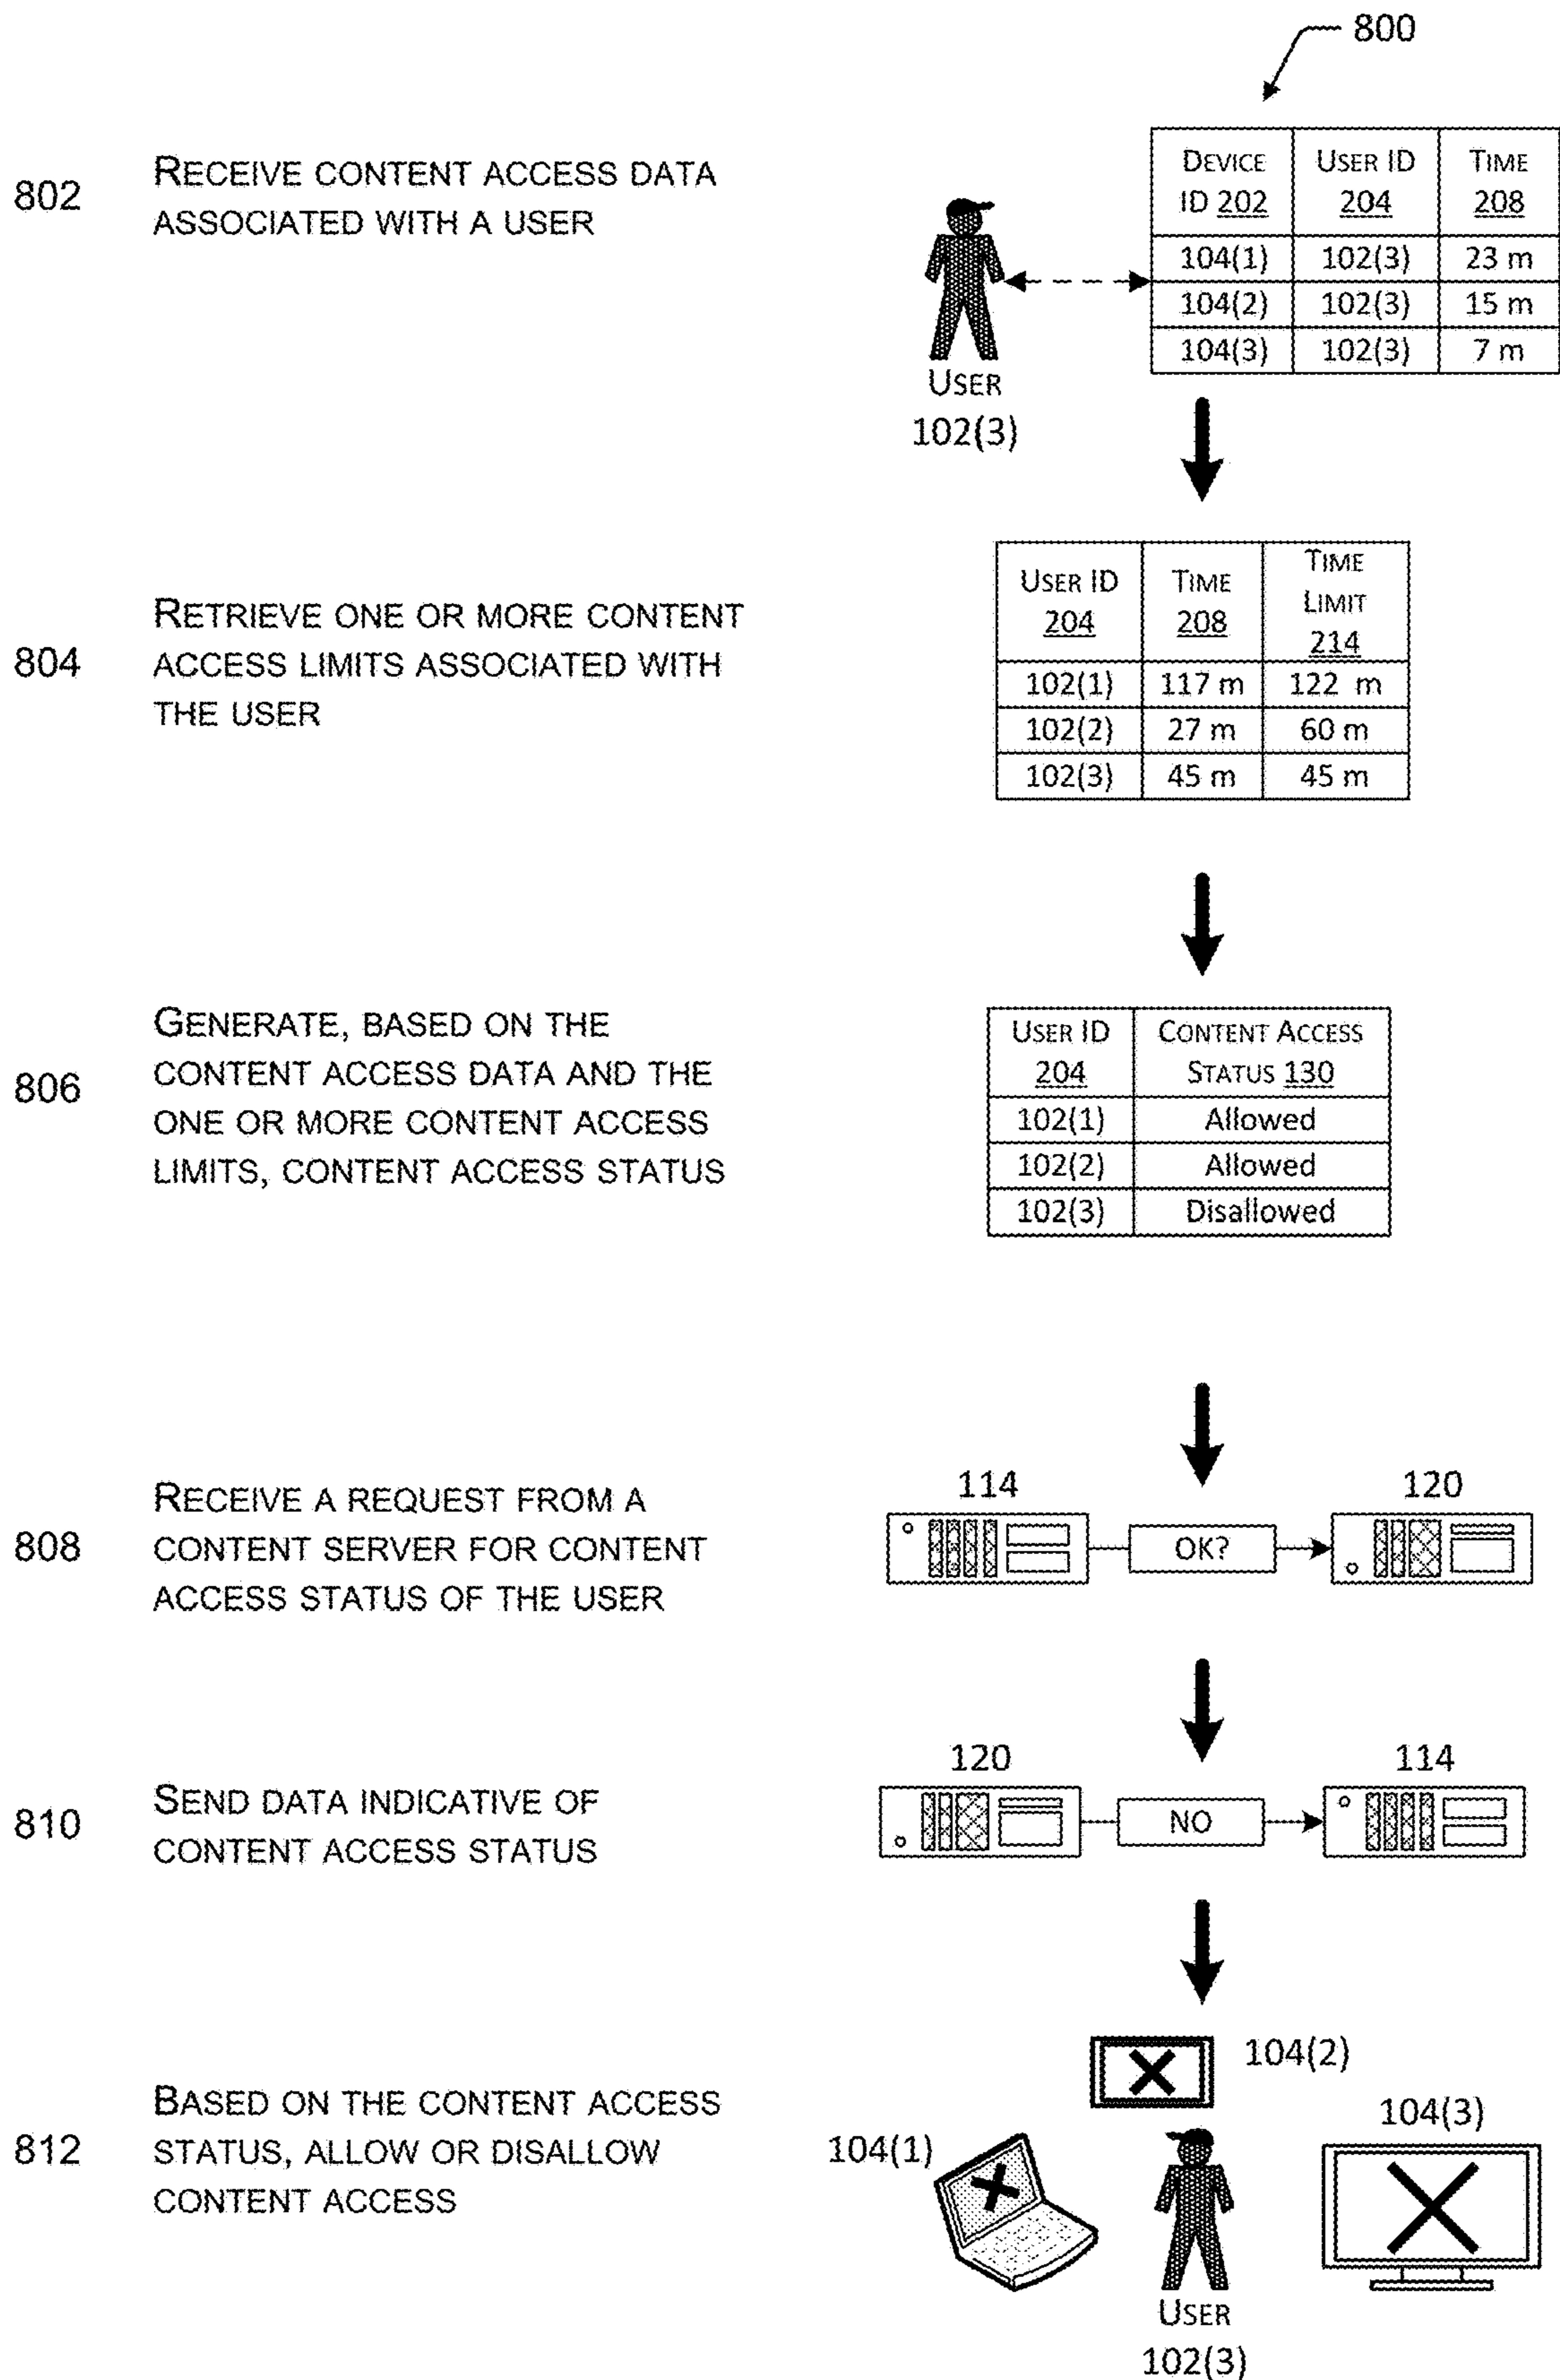 800
802
RECEIVE CONTENT ACCESS DATA
ASSOCIATED WITH A USER
DEVICE ID 202 | USER ID 204 | TIME 208
104(1) | 102(3) | 23 m
104(2) | 102(3) | 15 m
104(3) | 102(3) | 7 m
USER
102(3)
804
RETRIEVE ONE OR MORE CONTENT
ACCESS LIMITS ASSOCIATED WITH
THE USER
USER ID 204 | TIME 208 | TIME LIMIT 214
102(1) | 117 m | 122 m
102(2) | 27 m | 60 m
102(3) | 45 m | 45 m
806
GENERATE, BASED ON THE
CONTENT ACCESS DATA AND THE
ONE OR MORE CONTENT ACCESS
LIMITS, CONTENT ACCESS STATUS
USER ID 204 | CONTENT ACCESS STATUS 130
102(1) | Allowed
102(2) | Allowed
102(3) | Disallowed
808
RECEIVE A REQUEST FROM A
CONTENT SERVER FOR CONTENT
ACCESS STATUS OF THE USER
114
OK?
120
810
SEND DATA INDICATIVE OF
CONTENT ACCESS STATUS
120
NO
114
812
BASED ON THE CONTENT ACCESS
STATUS, ALLOW OR DISALLOW
CONTENT ACCESS
104(2)
104(1)
104(3)
USER
102(3)